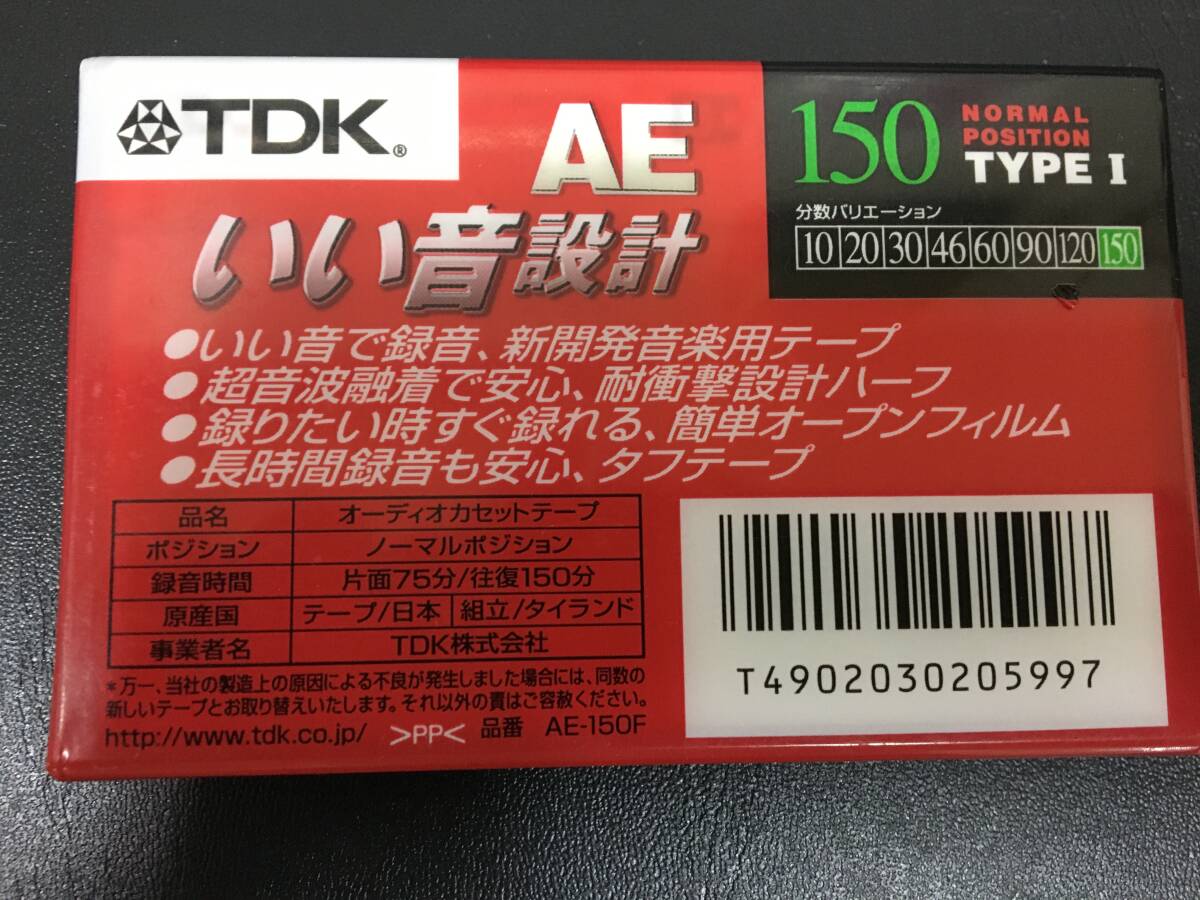 TDK®
AE
いい音設計
150 NORMAL POSITION TYPE I
分数バリエーション
10 20 30 46 60 90 120 150
●いい音で録音、新開発音楽用テープ
●超音波融着で安心、耐衝撃設計ハーフ
●録りたい時すぐ録れる、簡単オープンフィルム
●長時間録音も安心、タフテープ
品名 オーディオカセットテープ
ポジション ノーマルポジション
録音時間 片面75分/往復150分
原産国 テープ/日本 組立/タイランド
事業者名 TDK株式会社
*万一、当社の製造上の原因による不良が発生しました場合には、同数の
新しいテープとお取り替えいたします。それ以外の責はご容赦ください。
http://www.tdk.co.jp/ >PP< 品番 AE-150F
T4902030205997